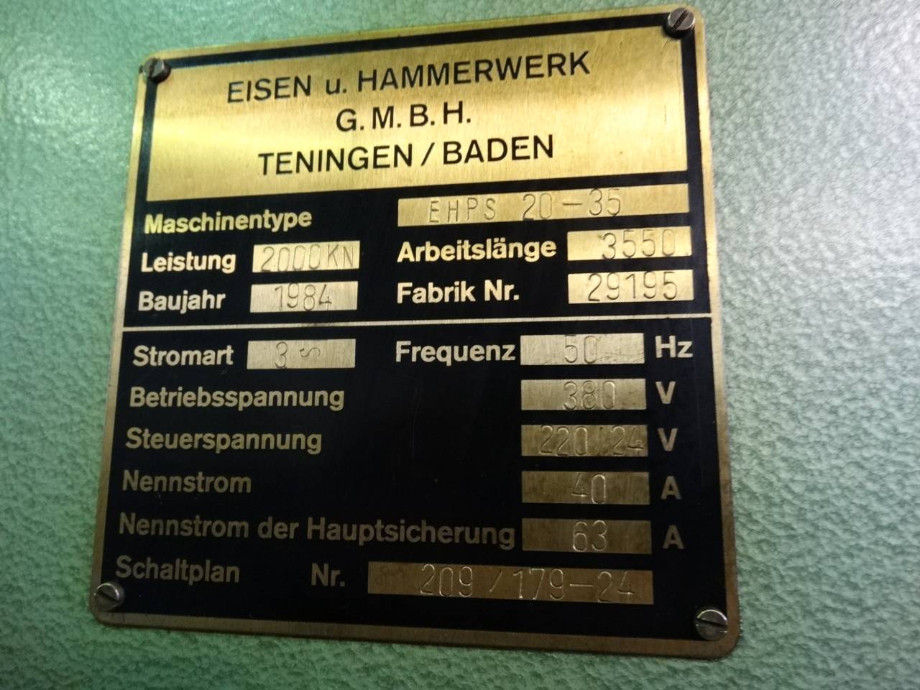 EISEN u. HAMMERWERK
G.M.B.H.
TENINGEN/BADEN
Maschinentype EHPS 20-35
Leistung 2000KN Arbeitslänge 3550
Baujahr 1984 Fabrik Nr. 29195
Stromart 3 ~ Frequenz 50 Hz
Betriebsspannung 380 V
Steuerspannung 220/24 V
Nennstrom 40 A
Nennstrom der Hauptsicherung 63 A
Schaltplan Nr. 209/179-24